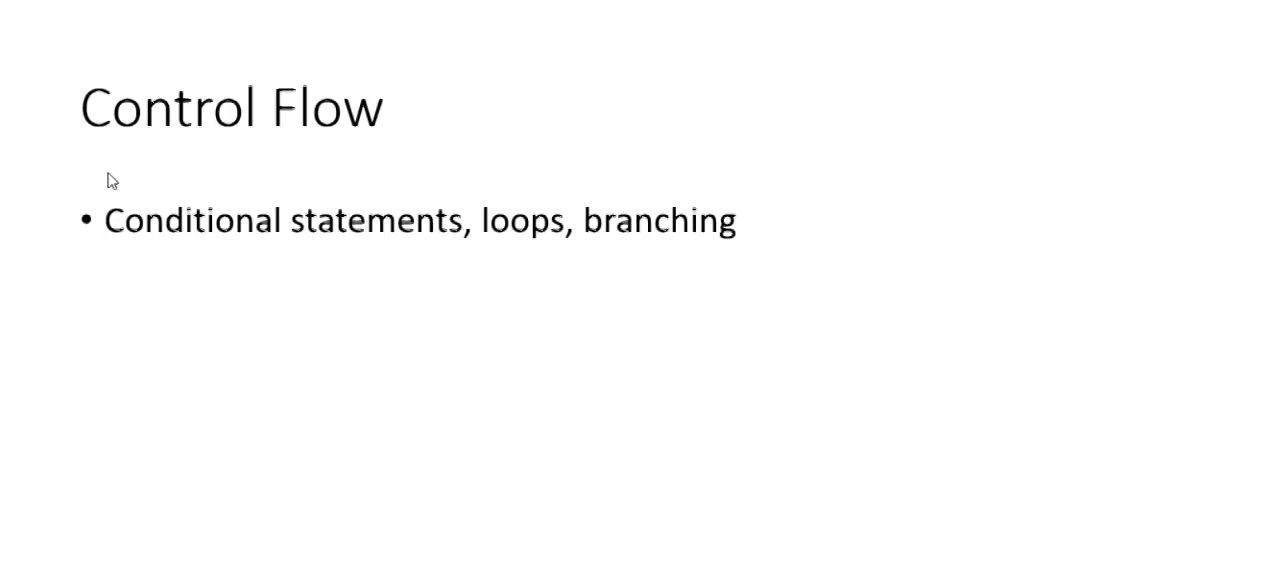 Control Flow
• Conditional statements, loops, branching